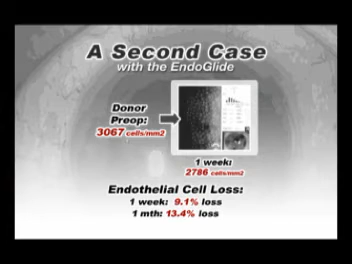 A Second Case
with the EndoGlide
Donor
Preop:
3067 cells/mm2
1 week:
2786 cells/mm2
Endothelial Cell Loss:
1 week: 9.1% loss
1 mth: 13.4% loss